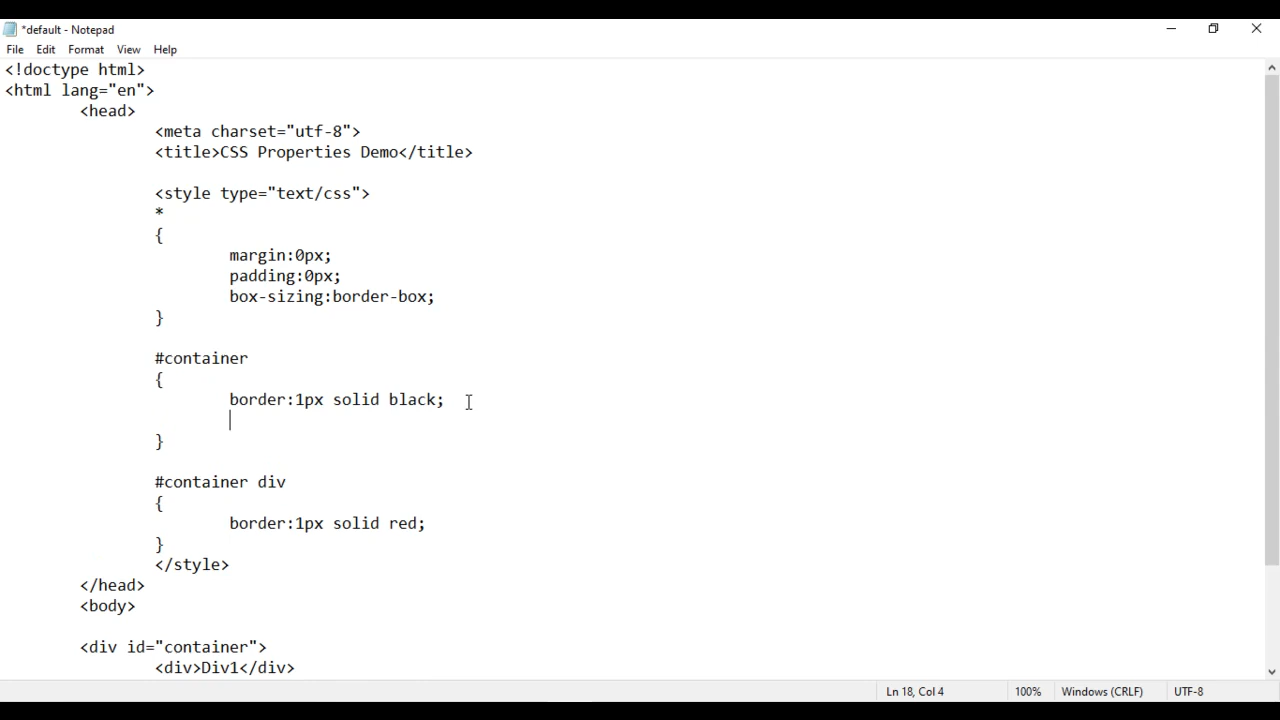 *default - Notepad
File Edit Format View Help
<!doctype html>
<html lang="en">
<head>
<meta charset="utf-8">
<title>CSS Properties Demo</title>
<style type="text/css">
*
{
margin:0px;
padding:0px;
box-sizing:border-box;
}
#container
{
border:1px solid black;
}
#container div
{
border:1px solid red;
}
</style>
</head>
<body>
<div id="container">
<div>Div1</div>
Ln 18, Col 4 100% Windows (CRLF) UTF-8